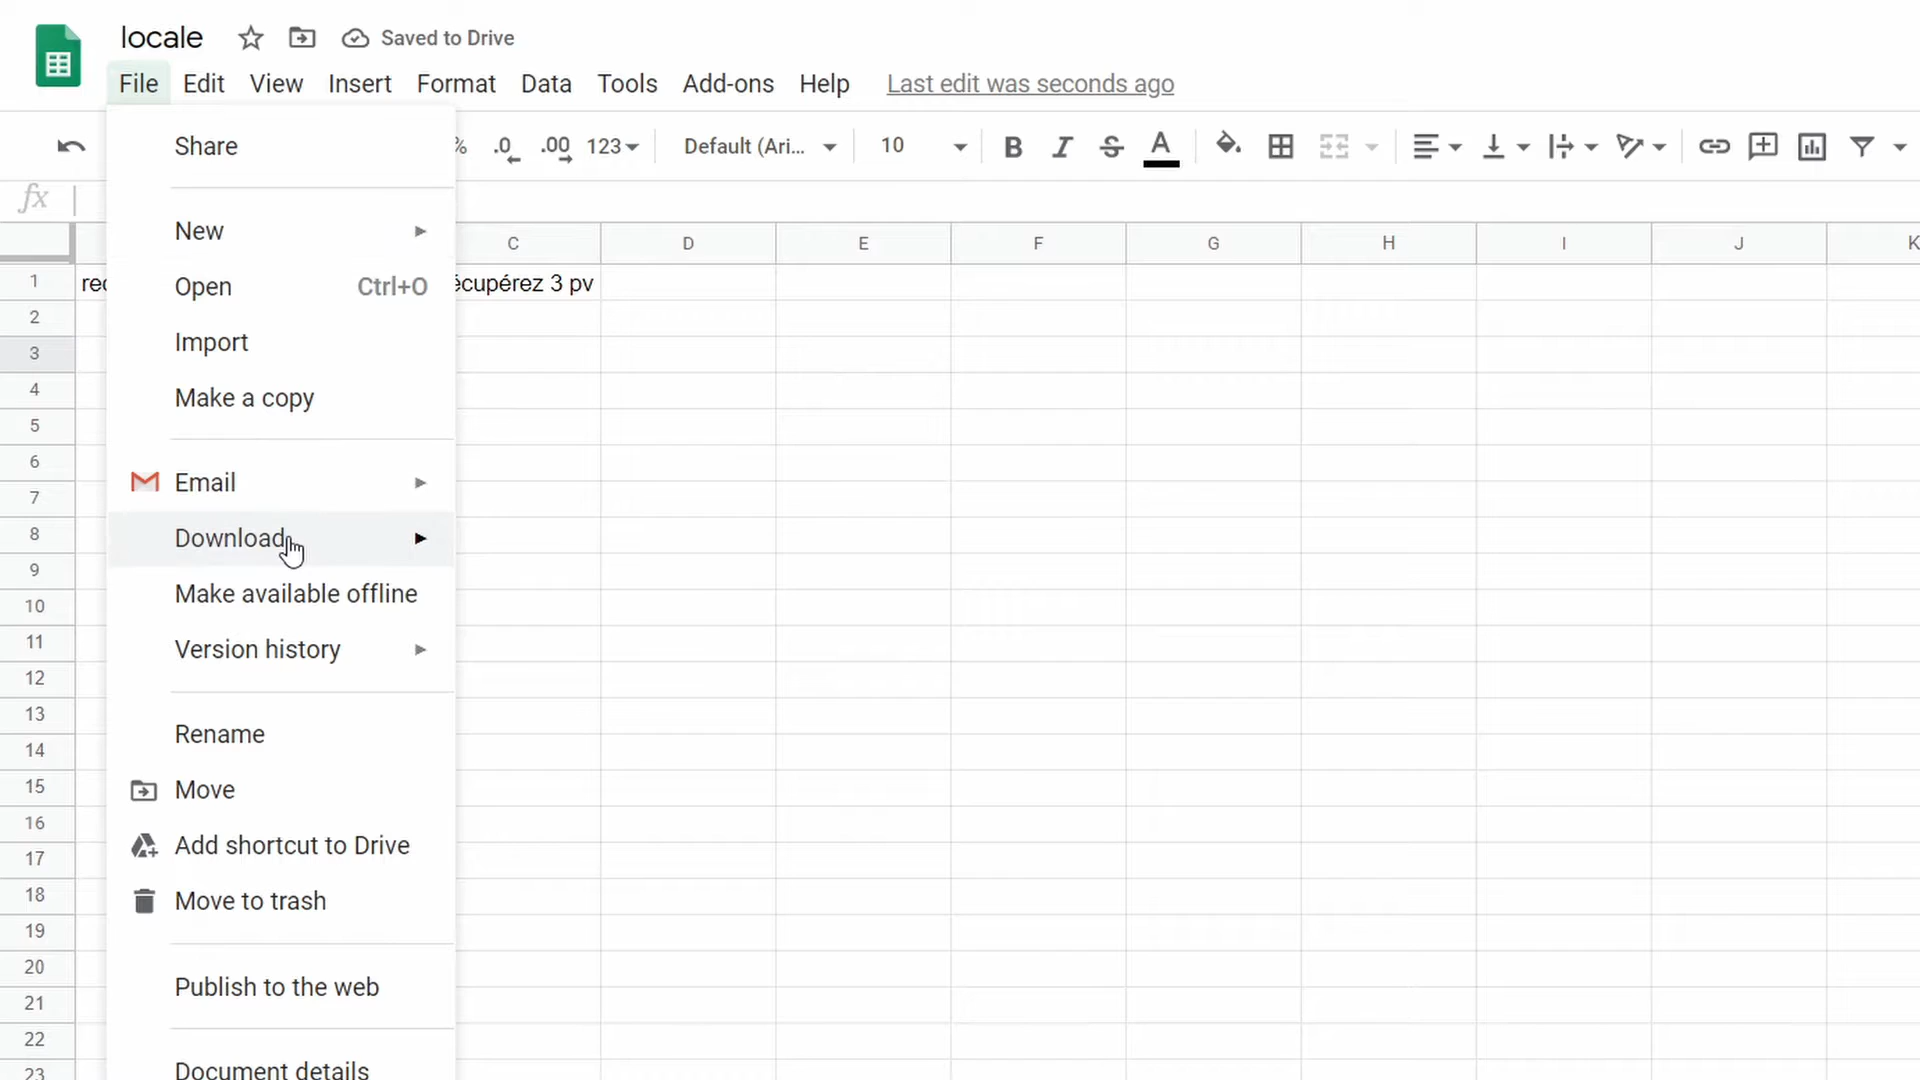 locale Saved to Drive
File Edit View Insert Format Data Tools Add-ons Help Last edit was seconds ago
% .0 .00 123 Default (Ari... 10 B I S A
fx
Share
New
Open Ctrl+O
Import
Make a copy
Email
Download
Make available offline
Version history
Rename
Move
Add shortcut to Drive
Move to trash
Publish to the web
Document details
C D E F G H I J K
1 rec écupérez 3 pv
2
3
4
5
6
7
8
9
10
11
12
13
14
15
16
17
18
19
20
21
22
23